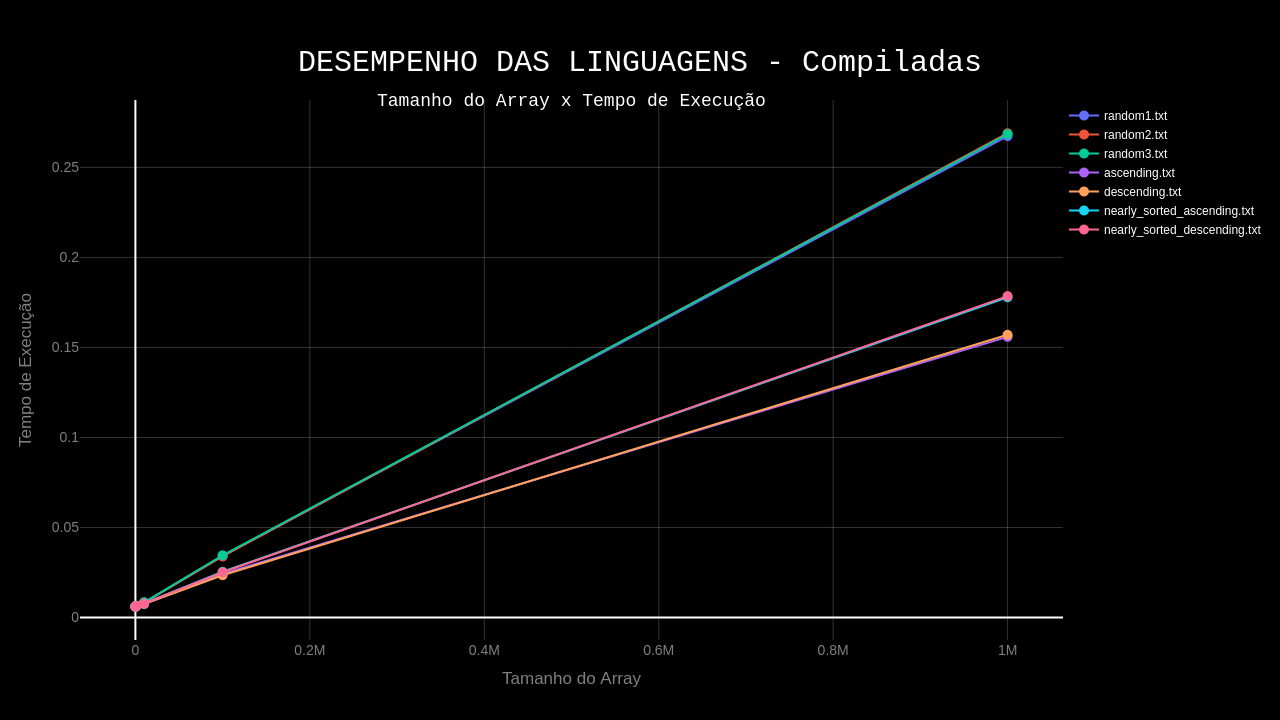 DESEMPENHO DAS LINGUAGENS - Compiladas
Tamanho do Array x Tempo de Execução
random1.txt
random2.txt
random3.txt
ascending.txt
descending.txt
nearly_sorted_ascending.txt
nearly_sorted_descending.txt
0.25
0.2
0.15
0.1
0.05
0
Tempo de Execução
0
0.2M
0.4M
0.6M
0.8M
1M
Tamanho do Array